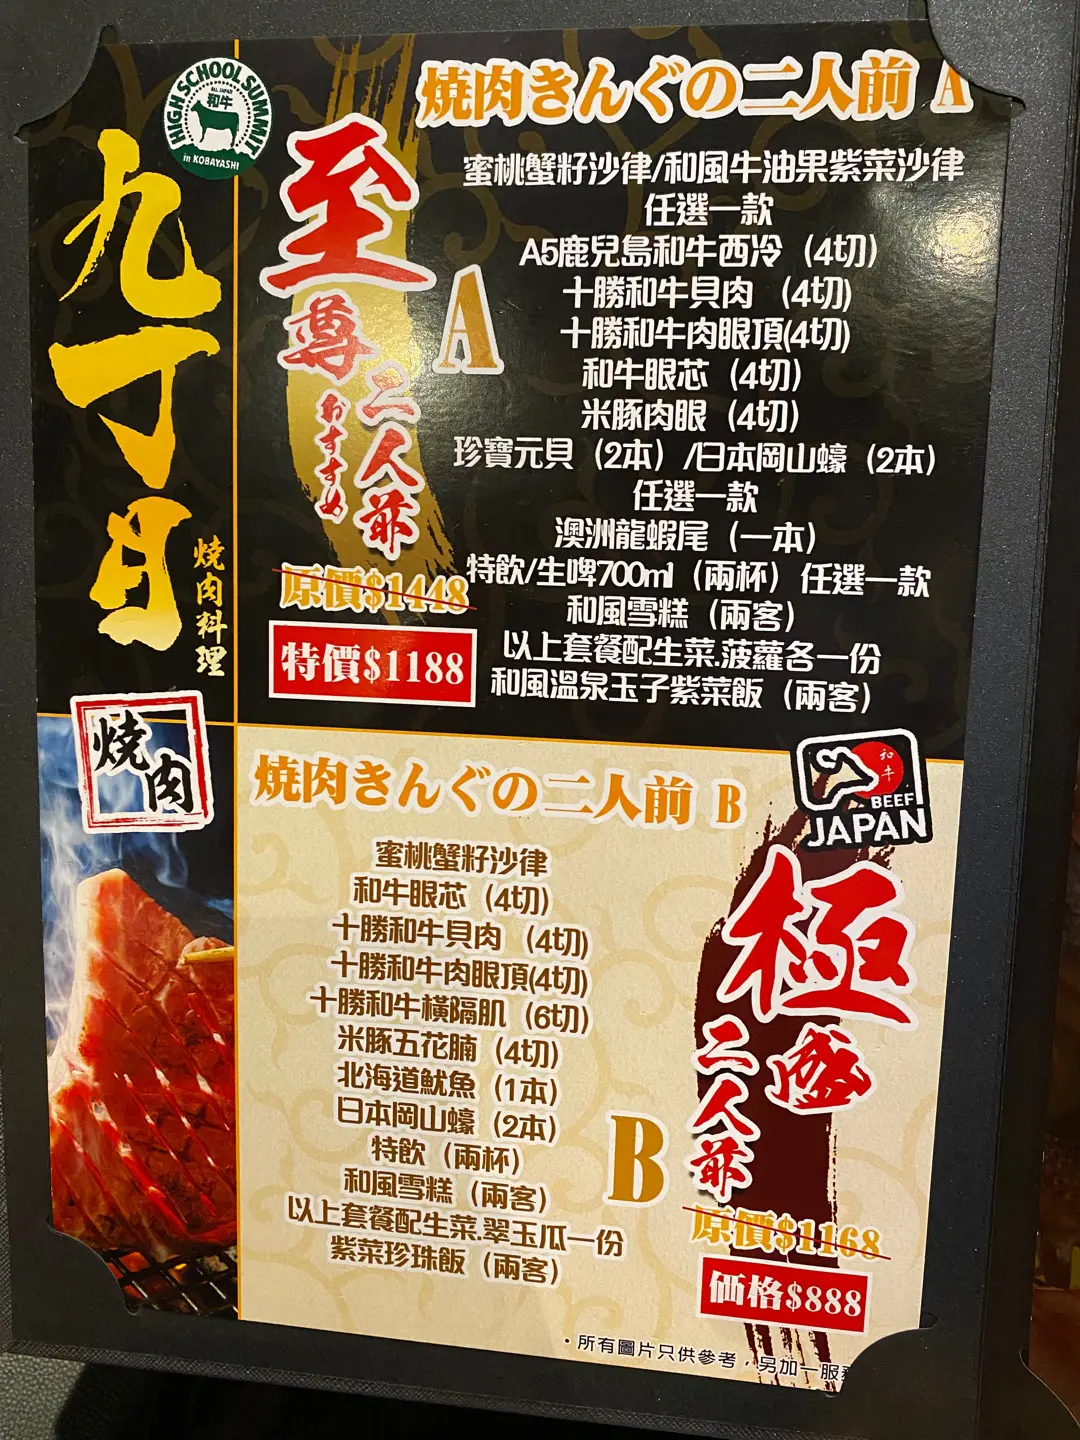 HIGH SCHOOL SUMMIT
ALL JAPAN
和牛
in KOBAYASHI
九丁目
焼肉料理
焼肉
至尊二人前
おすすめ
A
原價$1448
特價$1188
焼肉きんぐの二人前 A
蜜桃蟹籽沙律/和風牛油果紫菜沙律
任選一款
A5鹿兒島和牛西冷（4切）
十勝和牛貝肉（4切）
十勝和牛肉眼頂(4切)
和牛眼芯（4切）
米豚肉眼（4切）
珍寶元貝（2本）/日本岡山蠔（2本）
任選一款
澳洲龍蝦尾（一本）
特飲/生啤700ml（兩杯）任選一款
和風雪糕（兩客）
以上套餐配生菜.菠蘿各一份
和風溫泉玉子紫菜飯（兩客）
焼肉きんぐの二人前 B
蜜桃蟹籽沙律
和牛眼芯（4切）
十勝和牛貝肉（4切）
十勝和牛肉眼頂(4切)
十勝和牛橫隔肌（6切）
米豚五花腩（4切）
北海道魷魚（1本）
日本岡山蠔（2本）
特飲（兩杯）
和風雪糕（兩客）
以上套餐配生菜.翠玉瓜一份
紫菜珍珠飯（兩客）
和牛
BEEF
JAPAN
極盛二人前
B
原價$1168
価格$888
・所有圖片只供參考，另加一服